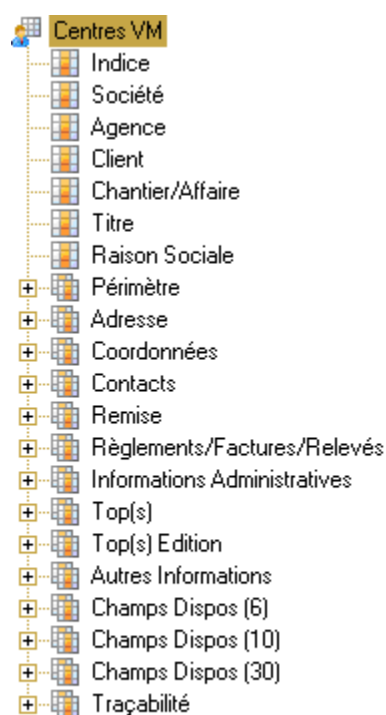 Centres VM
Indice
Société
Agence
Client
Chantier/Affaire
Titre
Raison Sociale
Périmètre
Adresse
Coordonnées
Contacts
Remise
Règlements/Factures/Relevés
Informations Administratives
Top(s)
Top(s) Edition
Autres Informations
Champs Dispos (6)
Champs Dispos (10)
Champs Dispos (30)
Traçabilité